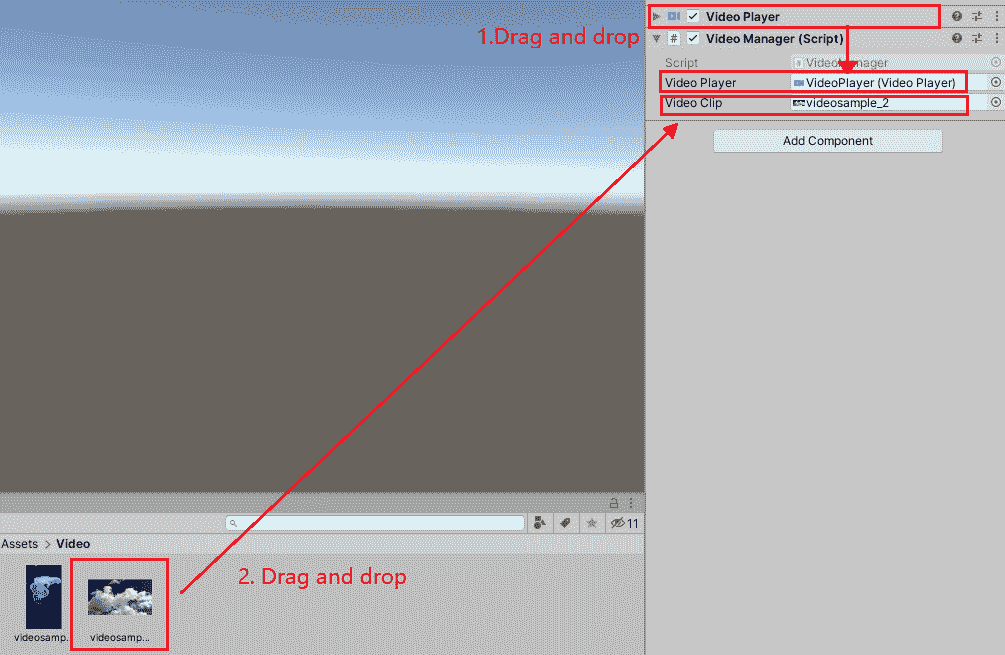 Video Player
1.Drag and drop
Video Manager (Script)
Script
Video Player
VideoPlayer (Video Player)
Video Clip
videosample_2
Add Component
11
Assets > Video
2. Drag and drop
videosamp.
videosamp...